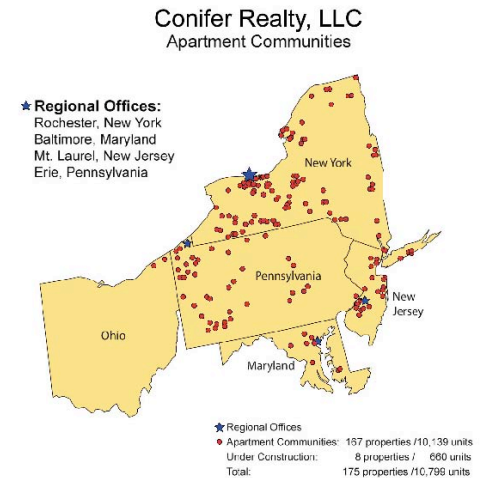 Conifer Realty, LLC
Apartment Communities
Regional Offices:
Rochester, New York
Baltimore, Maryland
Mt. Laurel, New Jersey
Erie, Pennsylvania
New York
Pennsylvania
New
Jersey
Ohio
Maryland
Regional Offices
Apartment Communities: 167 properties /10,139 units
Under Construction: 8 properties / 660 units
Total: 175 properties /10,799 units